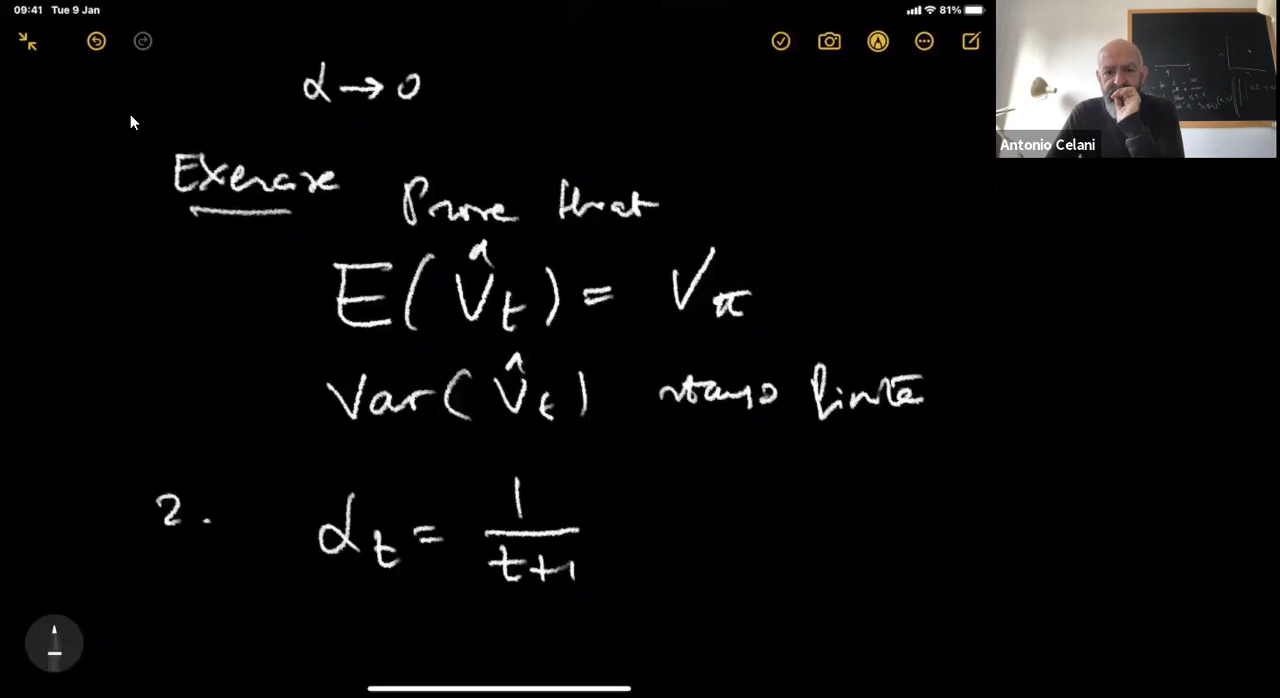 09:41 Tue 9 Jan
81%
α → 0
Exercise Prove that
E( V̂t ) = Vπ
Var( V̂t ) stays finite
2. αt = 1/(t+1)
Antonio Celani